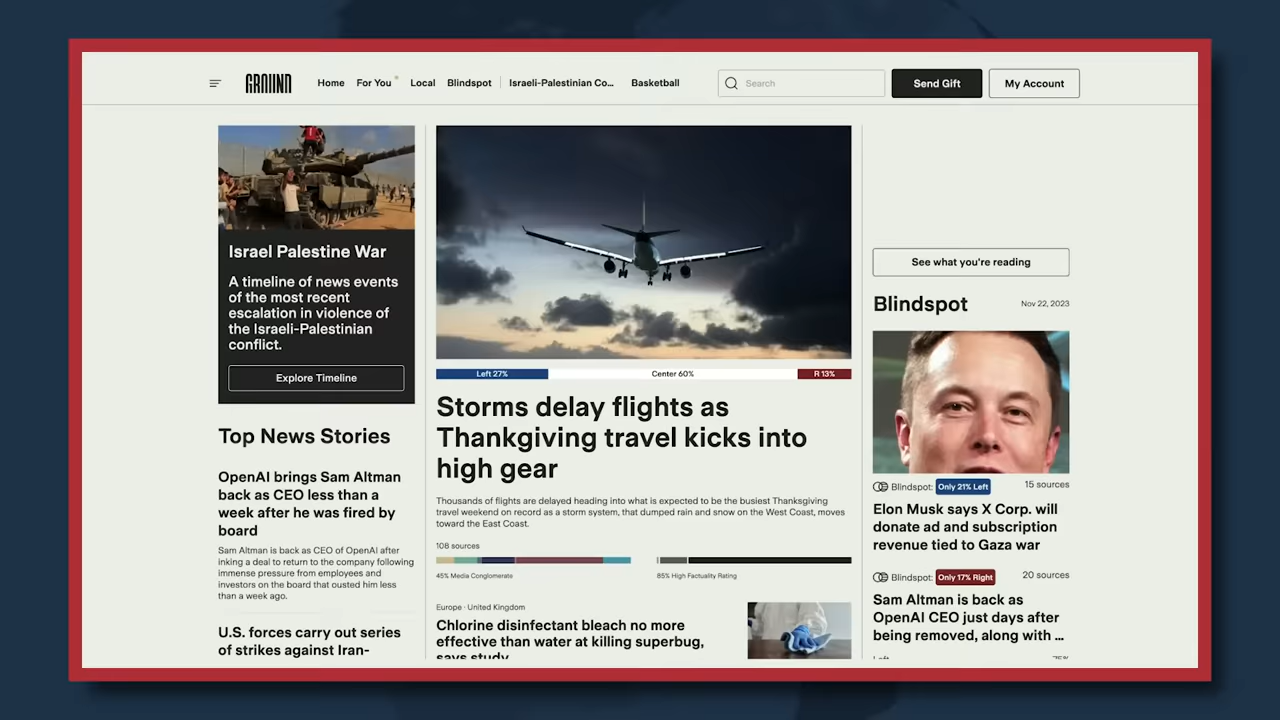 GROUND
Home
For You
Local
Blindspot
Israeli-Palestinian Co...
Basketball
Search
Send Gift
My Account
Israel Palestine War
A timeline of news events
of the most recent
escalation in violence of
the Israeli-Palestinian
conflict.
Explore Timeline
Top News Stories
OpenAI brings Sam Altman
back as CEO less than a
week after he was fired by
board
Sam Altman is back as CEO of OpenAI after
inking a deal to return to the company following
immense pressure from employees and
investors on the board that ousted him less
than a week ago.
U.S. forces carry out series
of strikes against Iran-
Left 27%
Center 60%
R 13%
Storms delay flights as
Thankgiving travel kicks into
high gear
Thousands of flights are delayed heading into what is expected to be the busiest Thanksgiving
travel weekend on record as a storm system, that dumped rain and snow on the West Coast, moves
toward the East Coast.
108 sources
45% Media Conglomerate
85% High Factuality Rating
Europe · United Kingdom
Chlorine disinfectant bleach no more
effective than water at killing superbug,
says study
See what you're reading
Blindspot
Nov 22, 2023
Blindspot: Only 21% Left
15 sources
Elon Musk says X Corp. will
donate ad and subscription
revenue tied to Gaza war
Blindspot: Only 17% Right
20 sources
Sam Altman is back as
OpenAI CEO just days after
being removed, along with ...
Left
75%